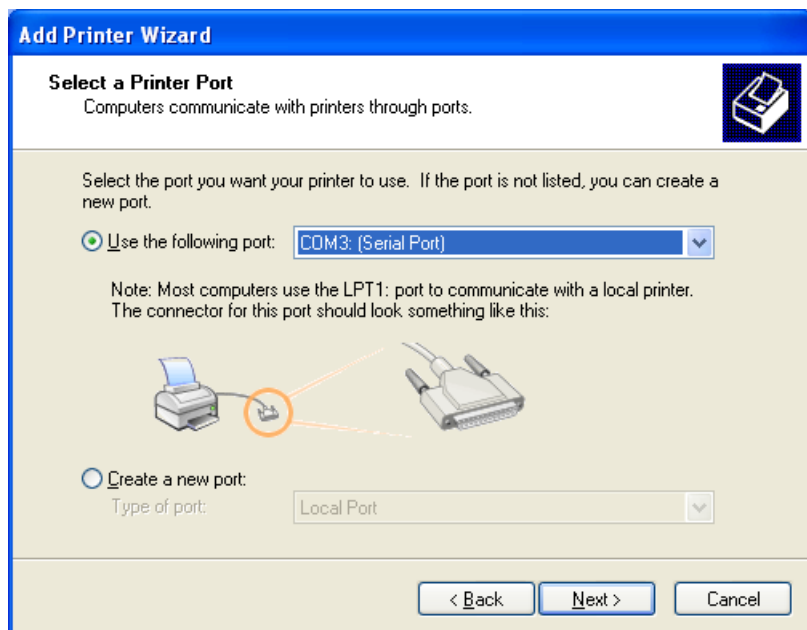 Add Printer Wizard
Select a Printer Port
Computers communicate with printers through ports.
Select the port you want your printer to use.  If the port is not listed, you can create a
new port.
Use the following port: COM3: (Serial Port)
Note: Most computers use the LPT1: port to communicate with a local printer.
The connector for this port should look something like this:
Create a new port:
Type of port: Local Port
< Back Next > Cancel